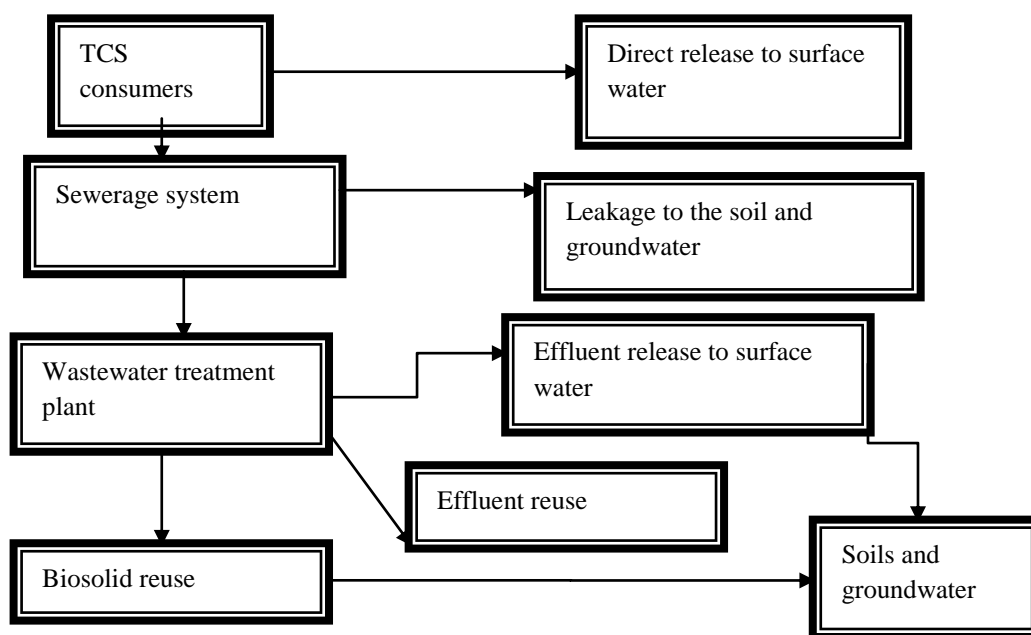 TCS
consumers
Direct release to surface
water
Sewerage system
Leakage to the soil and
groundwater
Wastewater treatment
plant
Effluent release to surface
water
Effluent reuse
Biosolid reuse
Soils and
groundwater